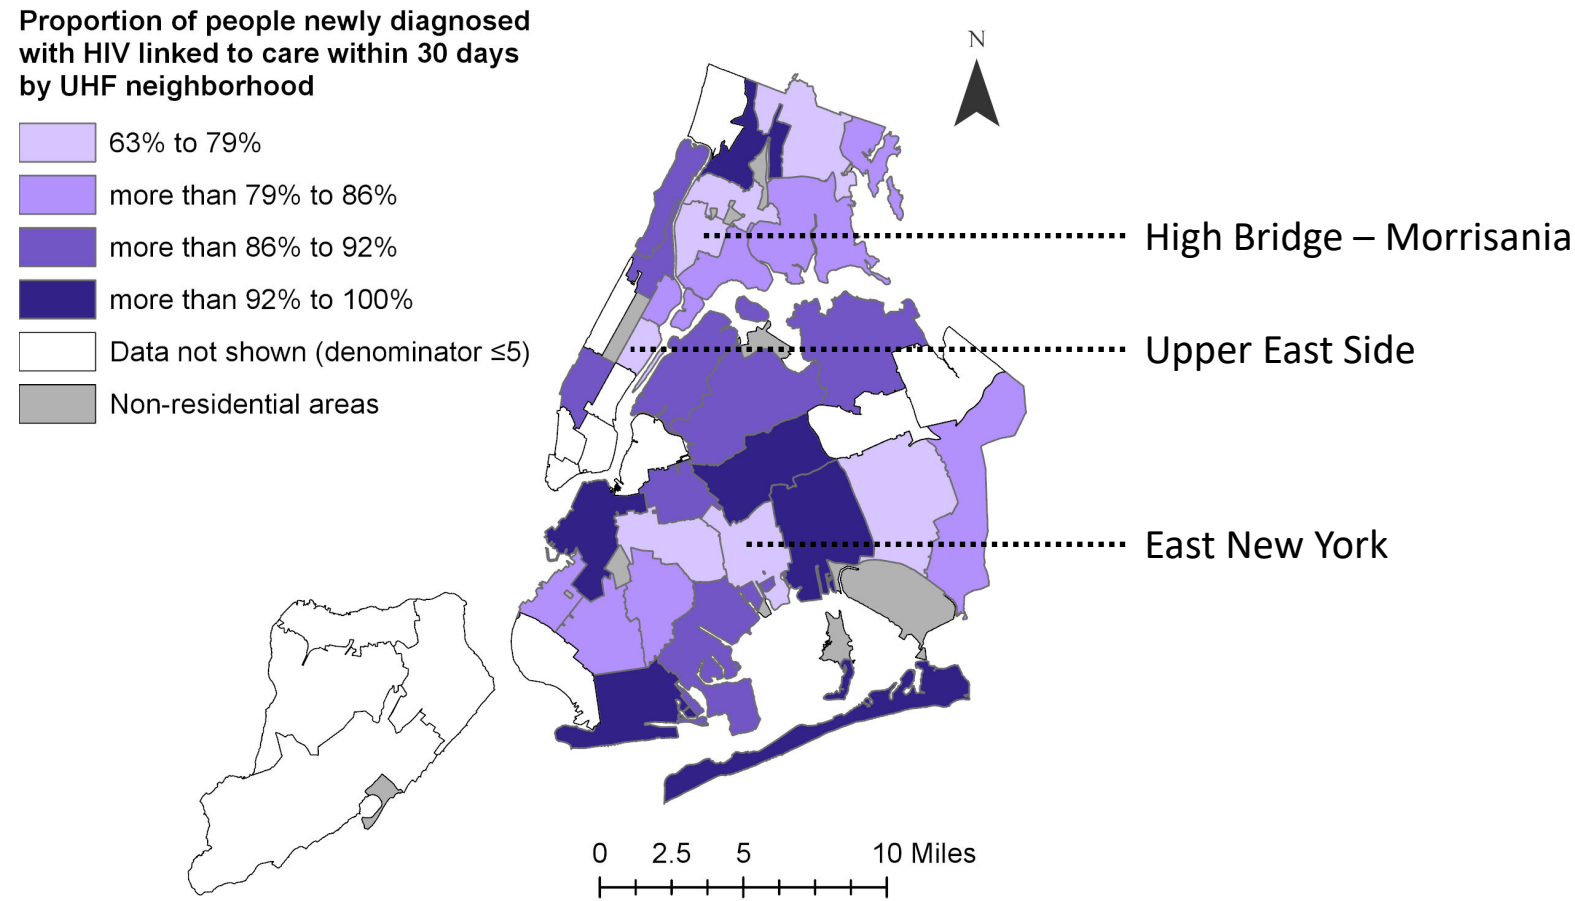 Proportion of people newly diagnosed
with HIV linked to care within 30 days
by UHF neighborhood
63% to 79%
more than 79% to 86%
more than 86% to 92%
more than 92% to 100%
Data not shown (denominator ≤5)
Non-residential areas
N
High Bridge – Morrisania
Upper East Side
East New York
0 2.5 5 10 Miles